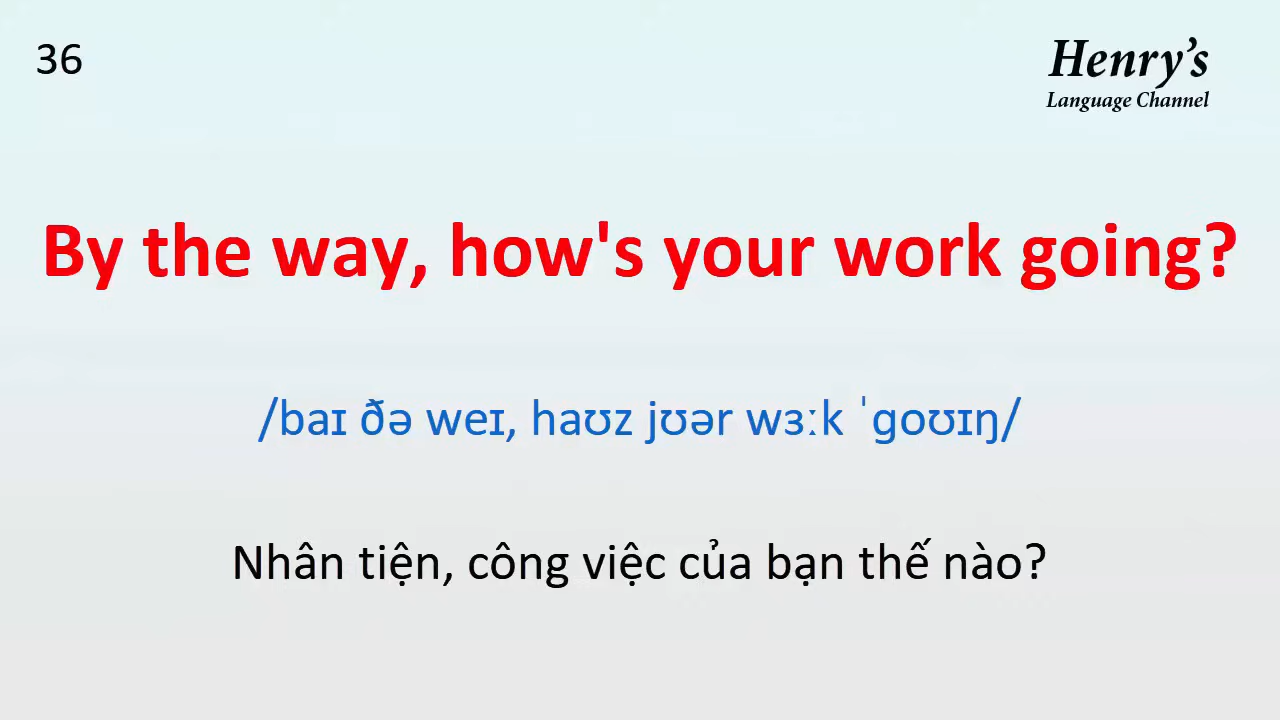 36
Henry’s
Language Channel
By the way, how's your work going?
/baɪ ðə weɪ, haʊz jʊər wɜːk ˈɡoʊɪŋ/
Nhân tiện, công việc của bạn thế nào?